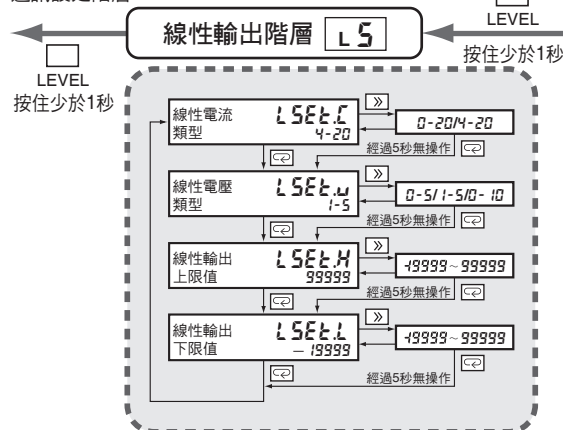 LEVEL
線性輸出階層 L5
按住少於1秒
LEVEL
按住少於1秒
線性電流
類型
LSEt.C
4-20
0-20/4-20
經過5秒無操作
線性電壓
類型
LSEt.u
1-5
0-5/1-5/0-10
經過5秒無操作
線性輸出
上限值
LSEt.H
99999
-19999~99999
經過5秒無操作
線性輸出
下限值
LSEt.L
-19999
-19999~99999
經過5秒無操作